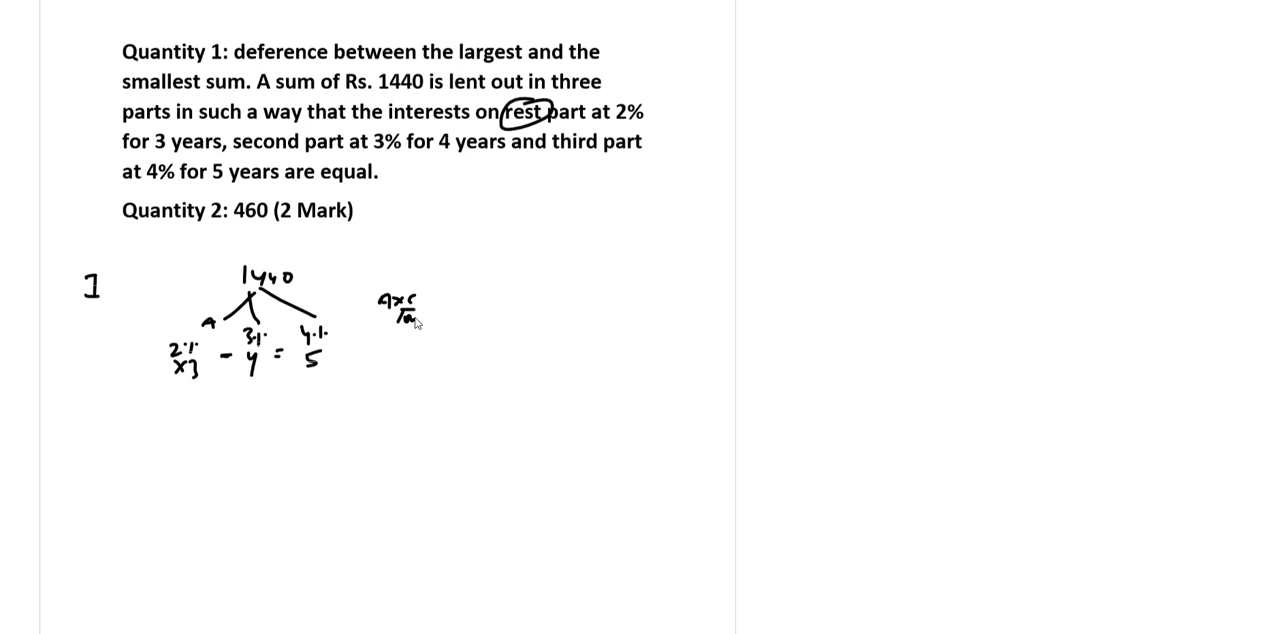 Quantity 1: deference between the largest and the
smallest sum. A sum of Rs. 1440 is lent out in three
parts in such a way that the interests on rest part at 2%
for 3 years, second part at 3% for 4 years and third part
at 4% for 5 years are equal.
Quantity 2: 460 (2 Mark)
1440
1
A
2% 3% 4%
×3 - 4 = 5
A×6